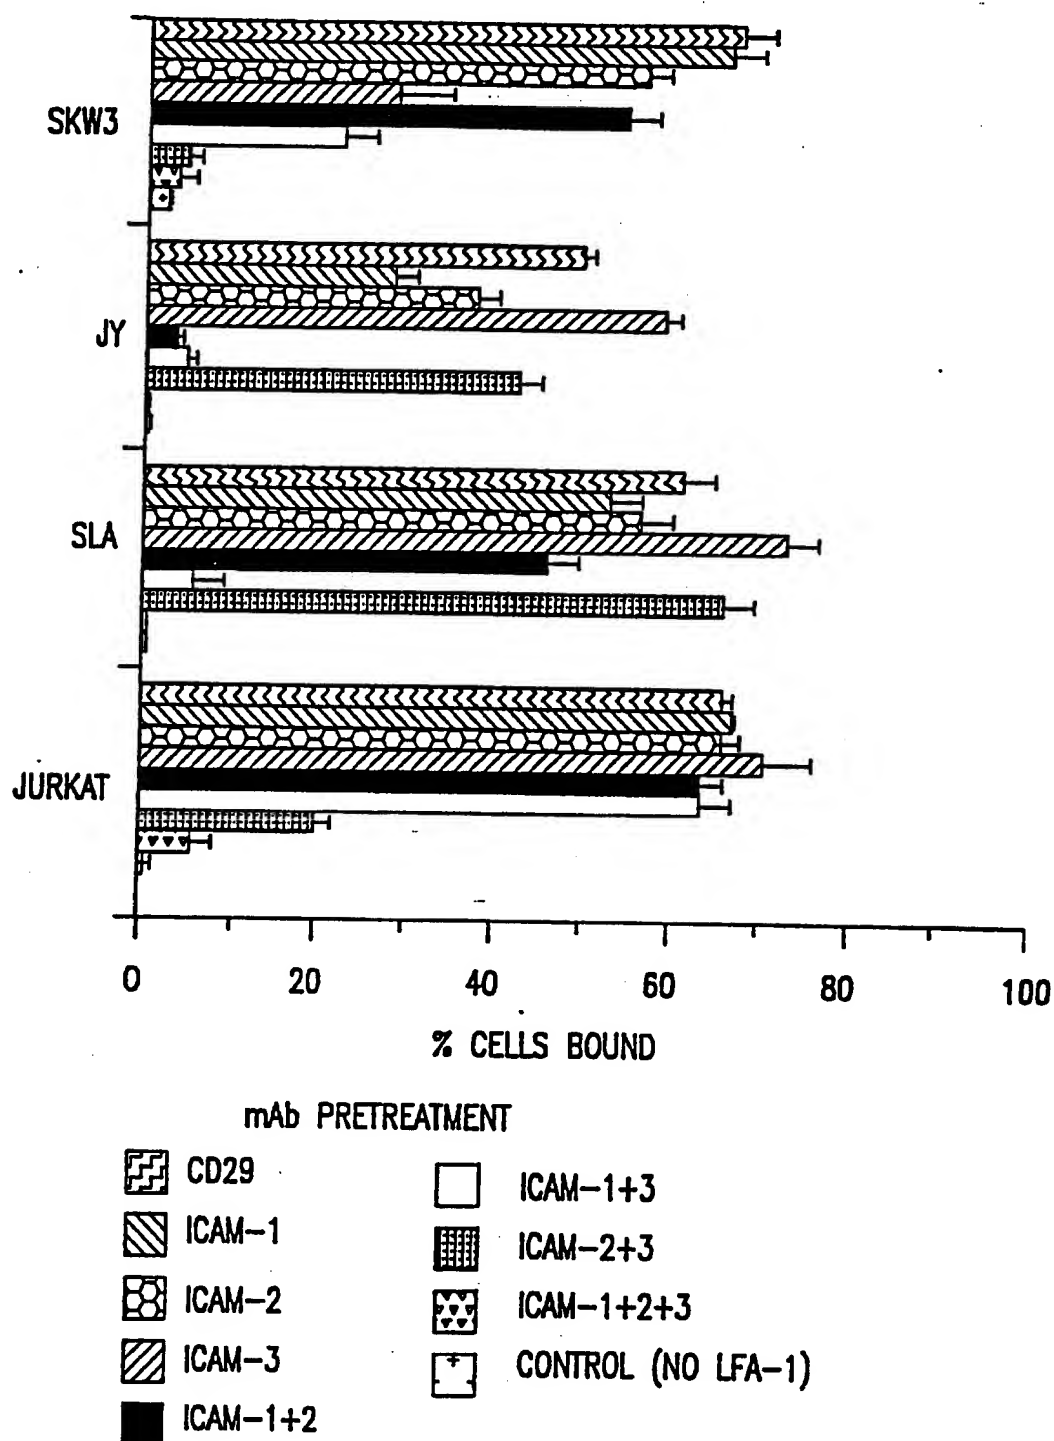 SKW3
JY
SLA
JURKAT
0 20 40 60 80 100
% CELLS BOUND
mAb PRETREATMENT
CD29
ICAM-1
ICAM-2
ICAM-3
ICAM-1+2
ICAM-1+3
ICAM-2+3
ICAM-1+2+3
CONTROL (NO LFA-1)